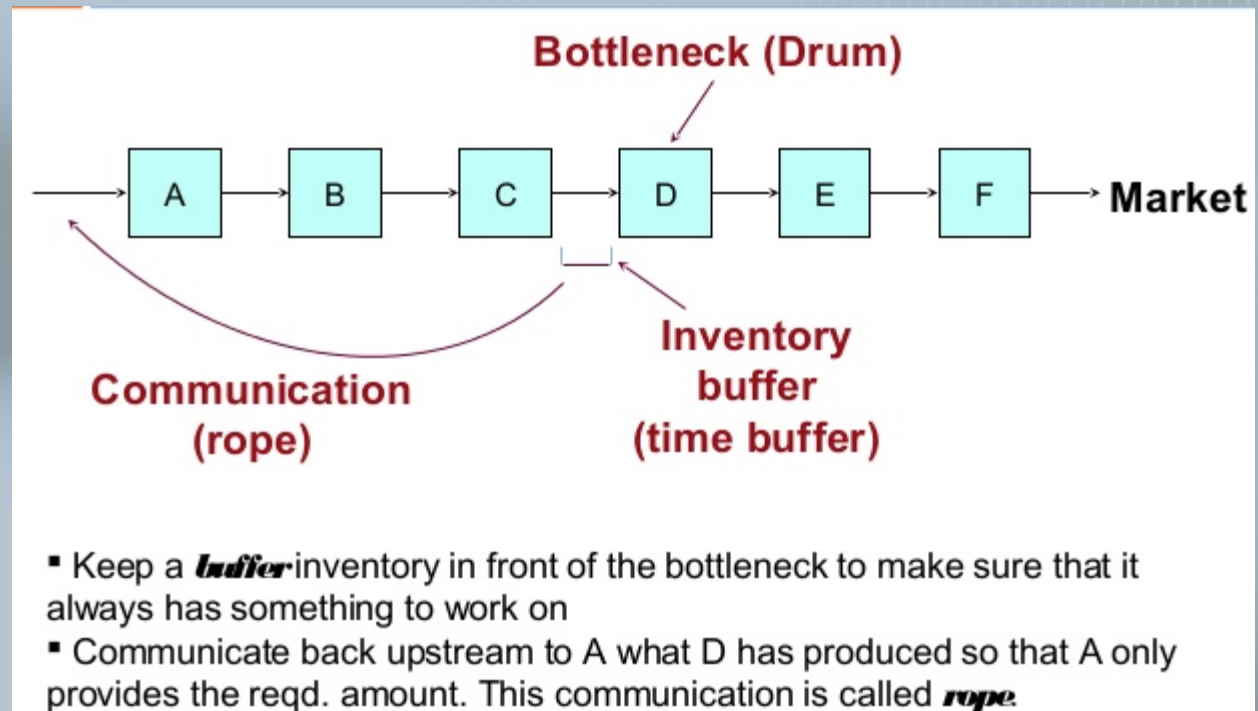 Bottleneck (Drum)
A
B
C
D
E
F
Market
Inventory
buffer
(time buffer)
Communication
(rope)
▪ Keep a buffer inventory in front of the bottleneck to make sure that it
always has something to work on
▪ Communicate back upstream to A what D has produced so that A only
provides the reqd. amount. This communication is called rope.